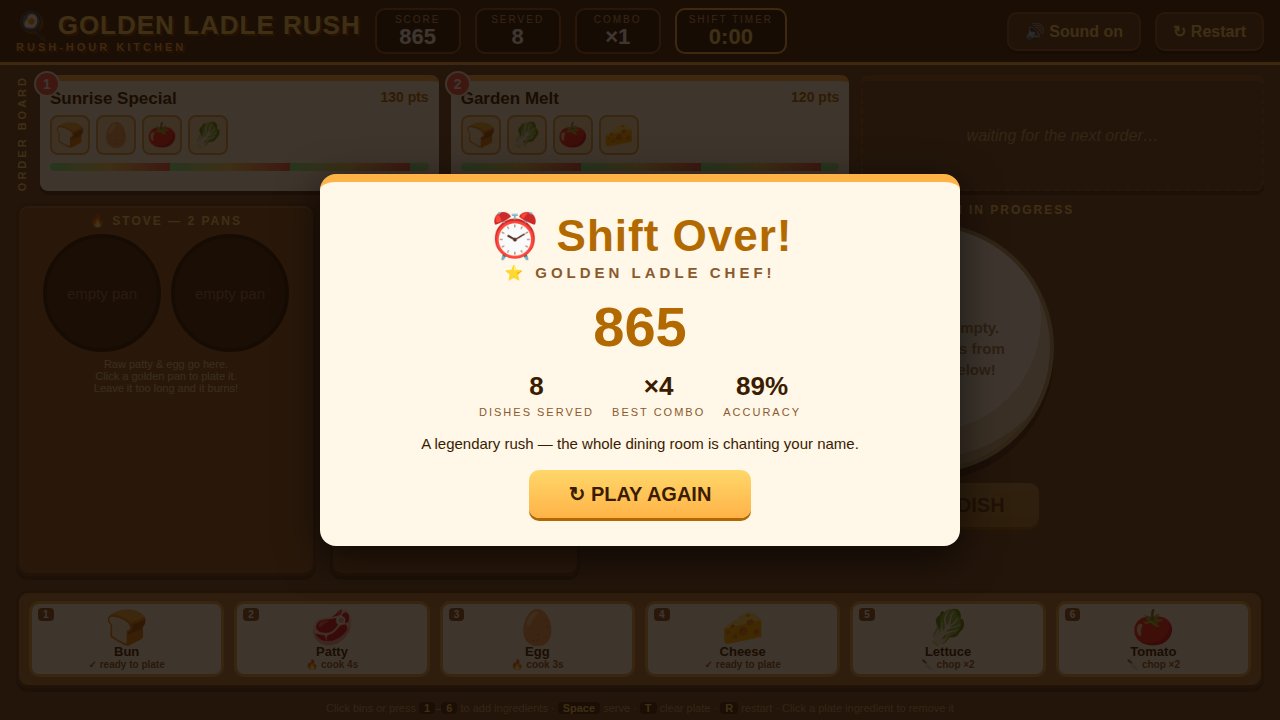 GOLDEN LADLE RUSH
RUSH-HOUR KITCHEN
SCORE
865
SERVED
8
COMBO
×1
SHIFT TIMER
0:00
🔊 Sound on
↻ Restart
ORDER BOARD
1
Sunrise Special
130 pts
2
Garden Melt
120 pts
waiting for the next order…
🔥 STOVE — 2 PANS
empty pan
empty pan
Raw patty & egg go here.
Click a golden pan to plate it.
Leave it too long and it burns!
IN PROGRESS
⏰ Shift Over!
⭐ GOLDEN LADLE CHEF!
865
8
DISHES SERVED
×4
BEST COMBO
89%
ACCURACY
A legendary rush — the whole dining room is chanting your name.
↻ PLAY AGAIN
from
1
Bun
✓ ready to plate
2
Patty
🔥 cook 4s
3
Egg
🔥 cook 3s
4
Cheese
✓ ready to plate
5
Lettuce
🔪 chop ×2
6
Tomato
🔪 chop ×2
Click bins or press 1–6 to add ingredients · Space serve · T clear plate · R restart · Click a plate ingredient to remove it